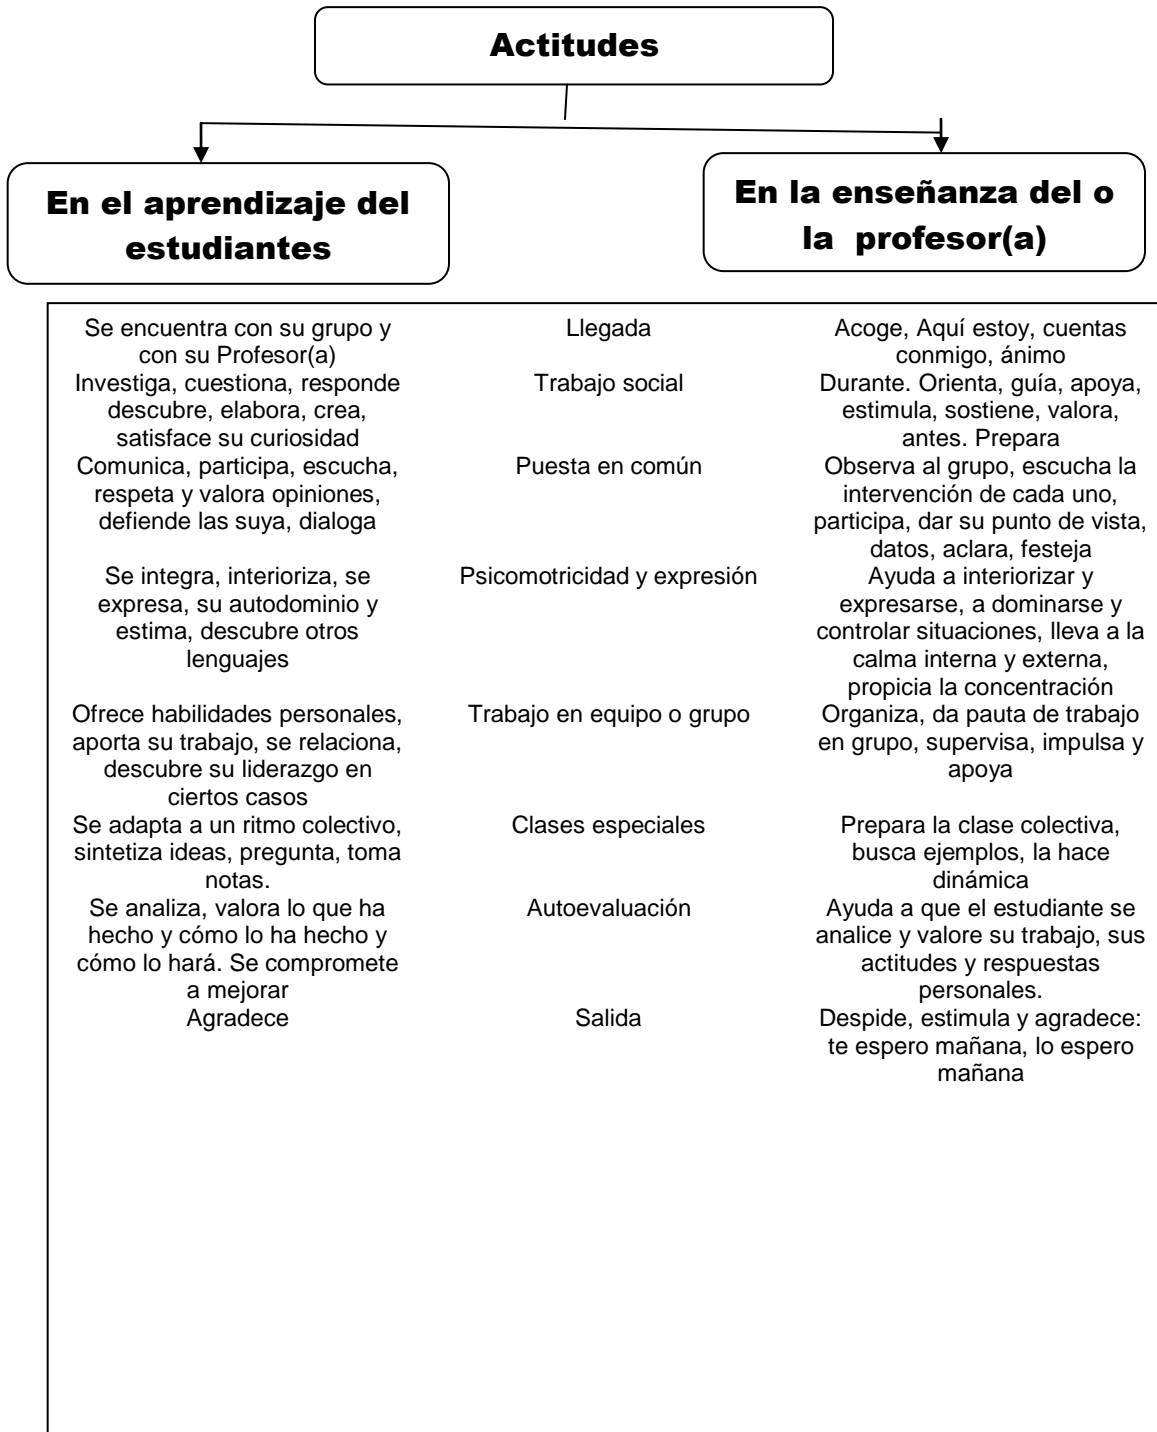 Actitudes
En el aprendizaje del
estudiantes
En la enseñanza del o
la profesor(a)
Se encuentra con su grupo y
con su Profesor(a)
Llegada
Acoge, Aquí estoy, cuentas
conmigo, ánimo
Investiga, cuestiona, responde
descubre, elabora, crea,
satisface su curiosidad
Trabajo social
Durante. Orienta, guía, apoya,
estimula, sostiene, valora,
antes. Prepara
Comunica, participa, escucha,
respeta y valora opiniones,
defiende las suya, dialoga
Puesta en común
Observa al grupo, escucha la
intervención de cada uno,
participa, dar su punto de vista,
datos, aclara, festeja
Se integra, interioriza, se
expresa, su autodominio y
estima, descubre otros
lenguajes
Psicomotricidad y expresión
Ayuda a interiorizar y
expresarse, a dominarse y
controlar situaciones, lleva a la
calma interna y externa,
propicia la concentración
Ofrece habilidades personales,
aporta su trabajo, se relaciona,
descubre su liderazgo en
ciertos casos
Trabajo en equipo o grupo
Organiza, da pauta de trabajo
en grupo, supervisa, impulsa y
apoya
Se adapta a un ritmo colectivo,
sintetiza ideas, pregunta, toma
notas.
Clases especiales
Prepara la clase colectiva,
busca ejemplos, la hace
dinámica
Se analiza, valora lo que ha
hecho y cómo lo ha hecho y
cómo lo hará. Se compromete
a mejorar
Autoevaluación
Ayuda a que el estudiante se
analice y valore su trabajo, sus
actitudes y respuestas
personales.
Agradece
Salida
Despide, estimula y agradece:
te espero mañana, lo espero
mañana